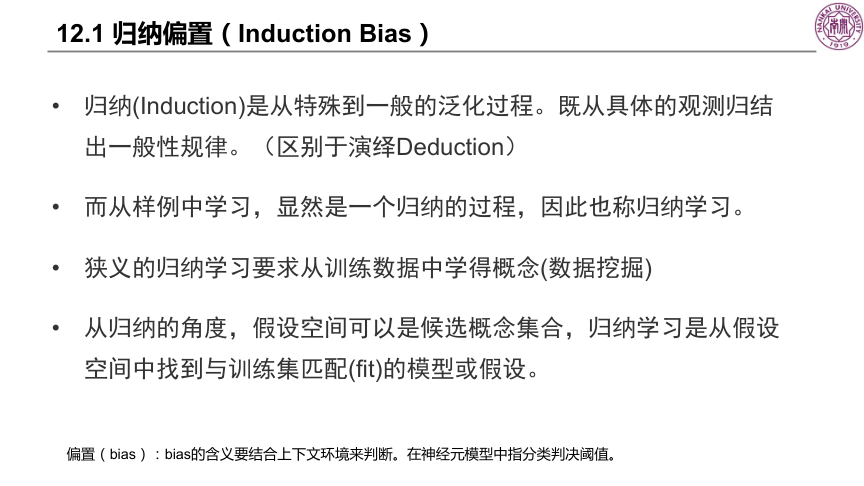 12.1 归纳偏置（Induction Bias）
NANKAI UNIVERSITY
南开
1919
• 归纳(Induction)是从特殊到一般的泛化过程。既从具体的观测归结
出一般性规律。（区别于演绎Deduction）
• 而从样例中学习，显然是一个归纳的过程，因此也称归纳学习。
• 狭义的归纳学习要求从训练数据中学得概念(数据挖掘)
• 从归纳的角度，假设空间可以是候选概念集合，归纳学习是从假设
空间中找到与训练集匹配(fit)的模型或假设。
偏置（bias）：bias的含义要结合上下文环境来判断。在神经元模型中指分类判决阈值。